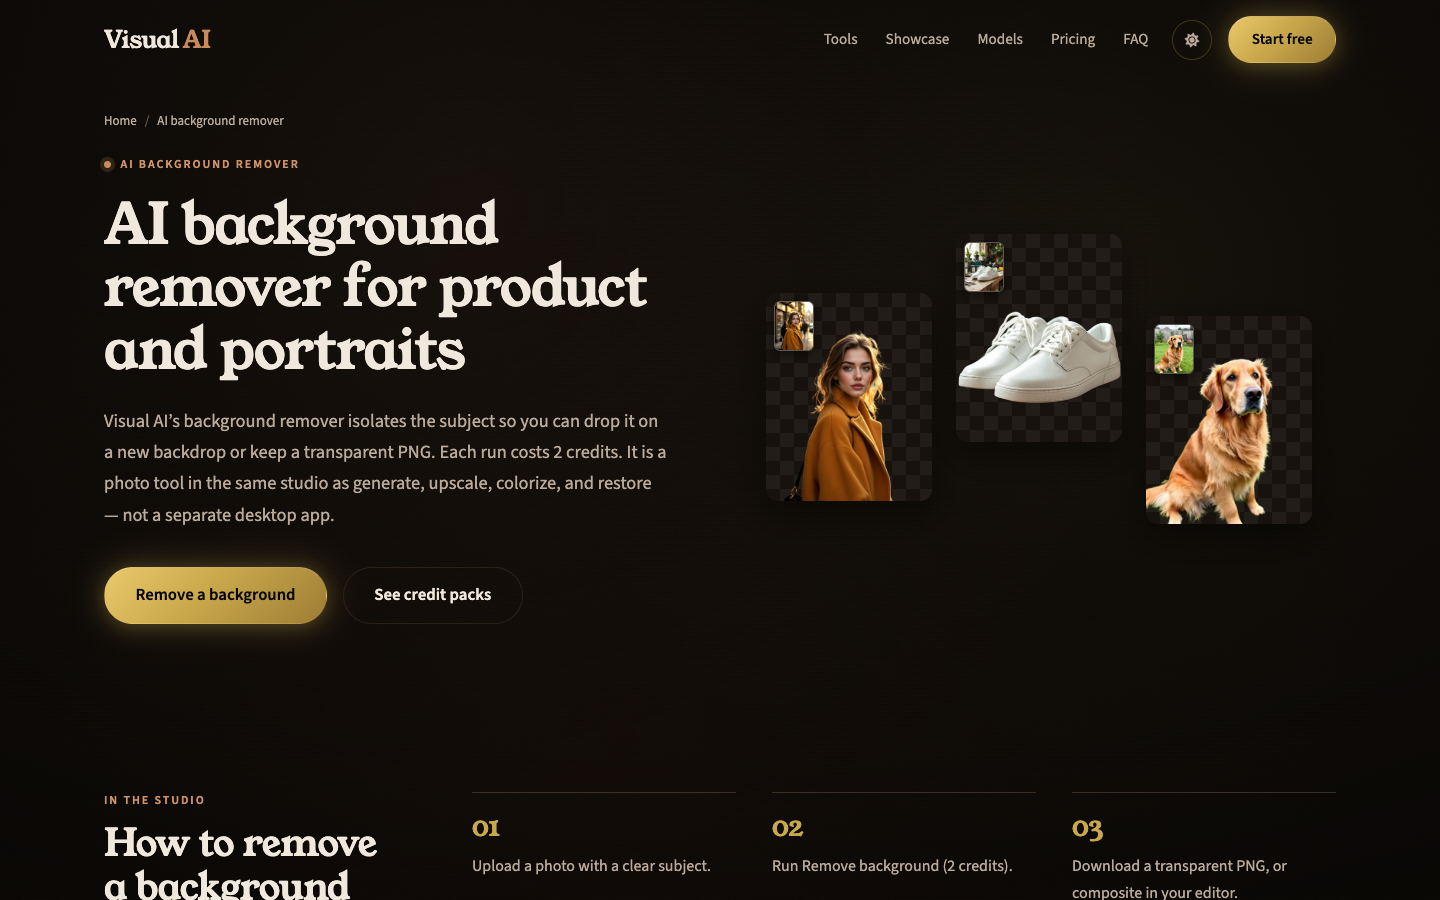 Visual AI
Tools
Showcase
Models
Pricing
FAQ
Start free
Home / AI background remover
AI BACKGROUND REMOVER
AI background
remover for product
and portraits
Visual AI’s background remover isolates the subject so you can drop it on
a new backdrop or keep a transparent PNG. Each run costs 2 credits. It is a
photo tool in the same studio as generate, upscale, colorize, and restore
— not a separate desktop app.
Remove a background
See credit packs
IN THE STUDIO
How to remove
a background
01
Upload a photo with a clear subject.
02
Run Remove background (2 credits).
03
Download a transparent PNG, or
composite in your editor.